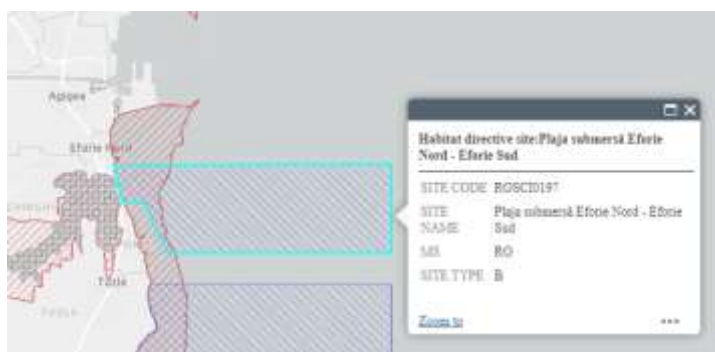 Agigea
Eforie Nord
Tuzla
Habitat directive site:Plaja submersă Eforie
Nord - Eforie Sud
SITE CODE ROSCI0197
SITE NAME Plaja submersă Eforie Nord - Eforie Sud
MS RO
SITE TYPE B
Zoom to